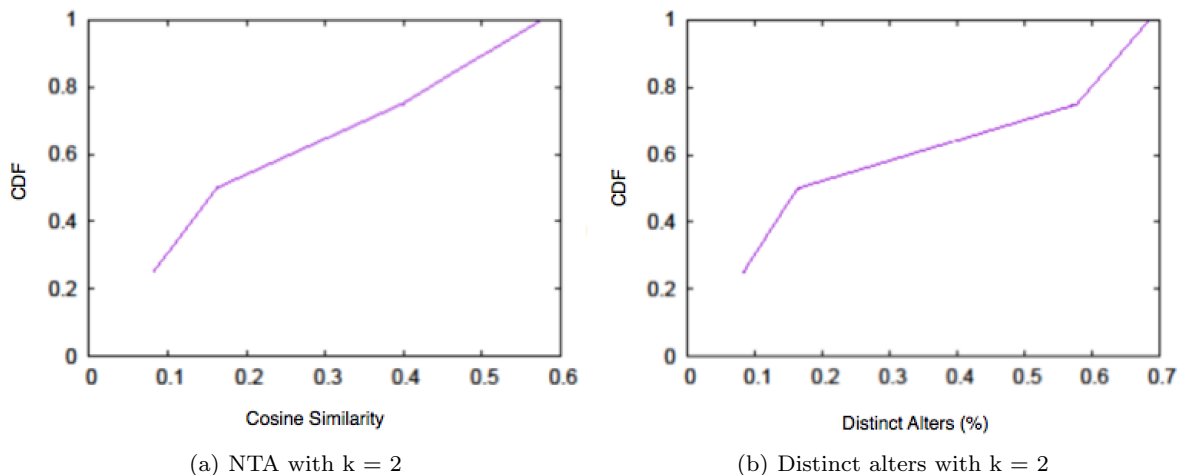 1
0.8
0.6
0.4
0.2
0
CDF
0 0.1 0.2 0.3 0.4 0.5 0.6
Cosine Similarity
(a) NTA with k = 2
1
0.8
0.6
0.4
0.2
0
CDF
0 0.1 0.2 0.3 0.4 0.5 0.6 0.7
Distinct Alters (%)
(b) Distinct alters with k = 2